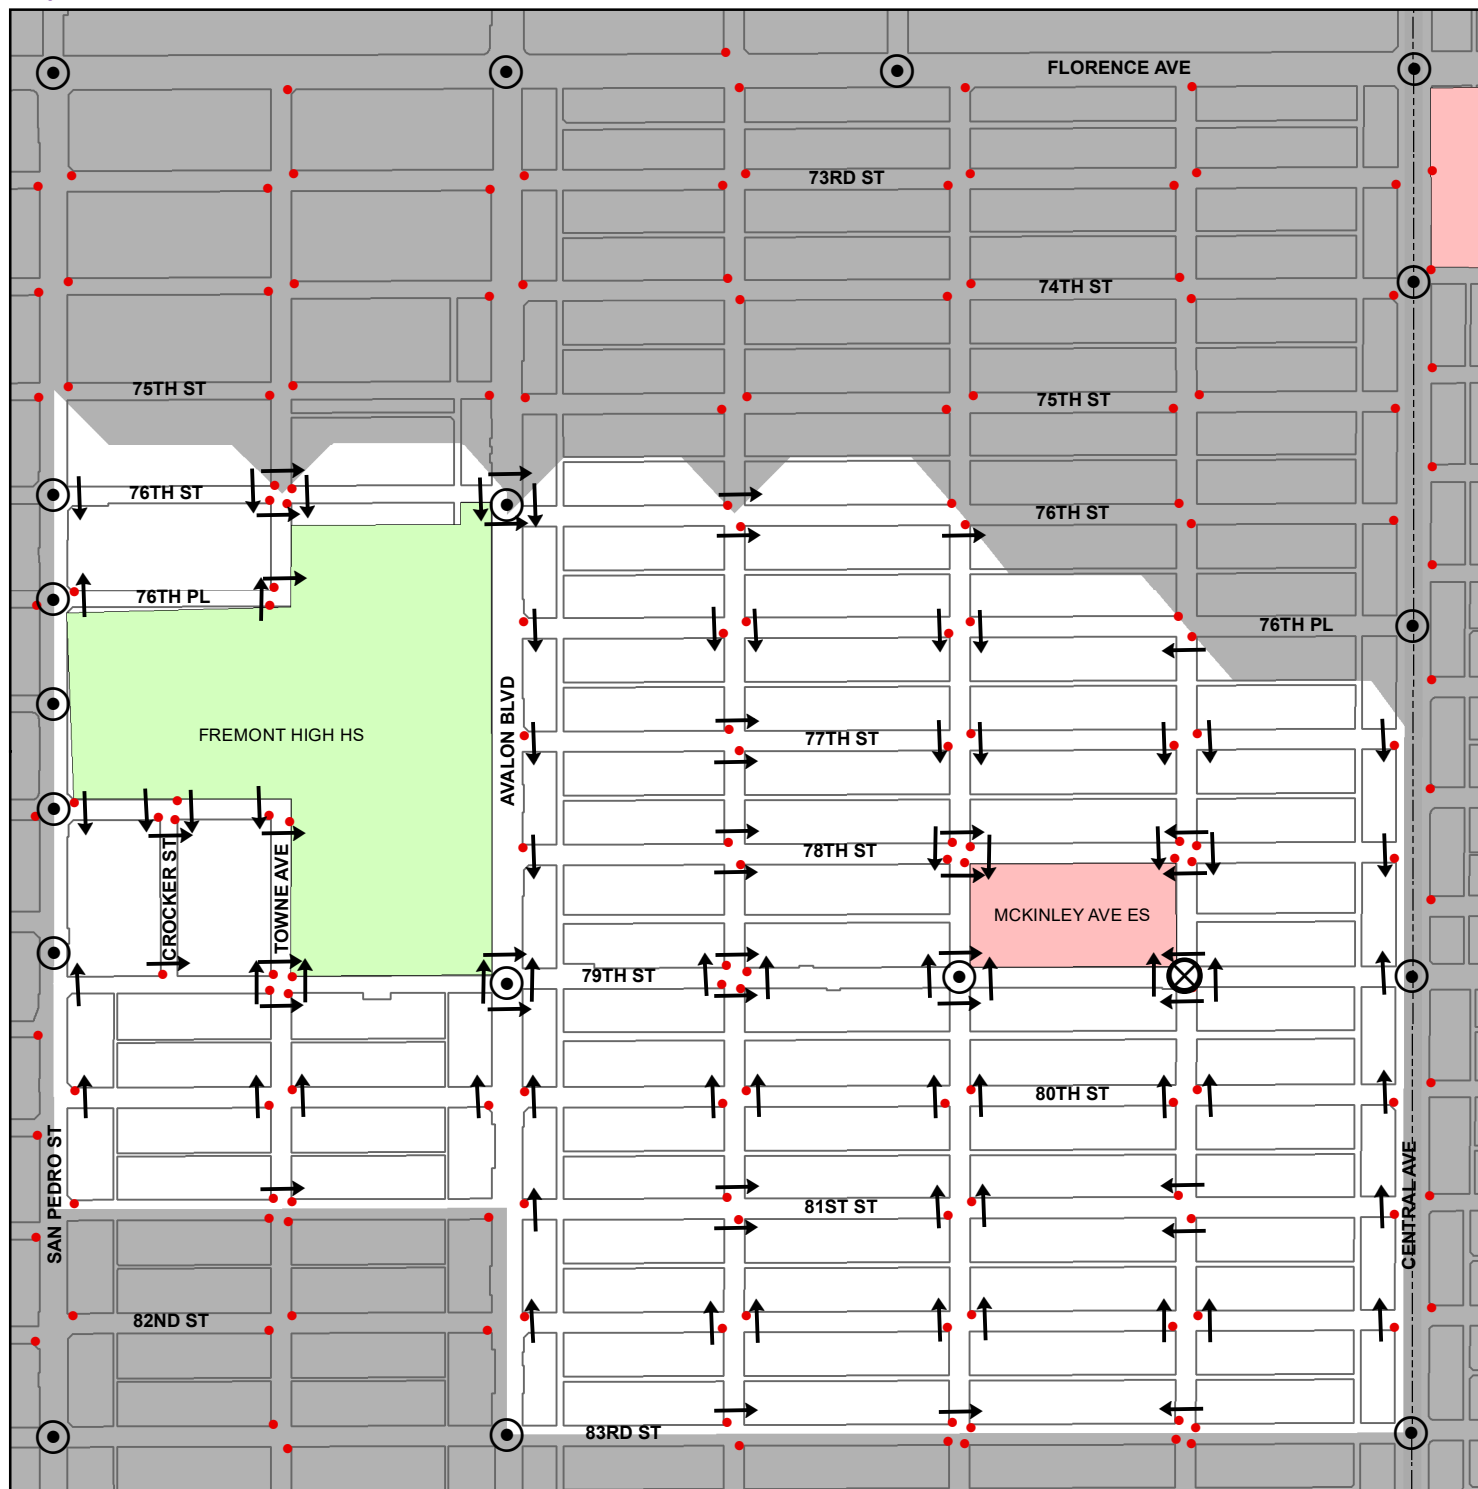 FLORENCE AVE
73RD ST
74TH ST
75TH ST
75TH ST
76TH ST
76TH ST
76TH PL
76TH PL
FREMONT HIGH HS
AVALON BLVD
77TH ST
78TH ST
CROCKER ST
TOWNE AVE
MCKINLEY AVE ES
79TH ST
80TH ST
SAN PEDRO ST
81ST ST
CENTRAL AVE
82ND ST
83RD ST